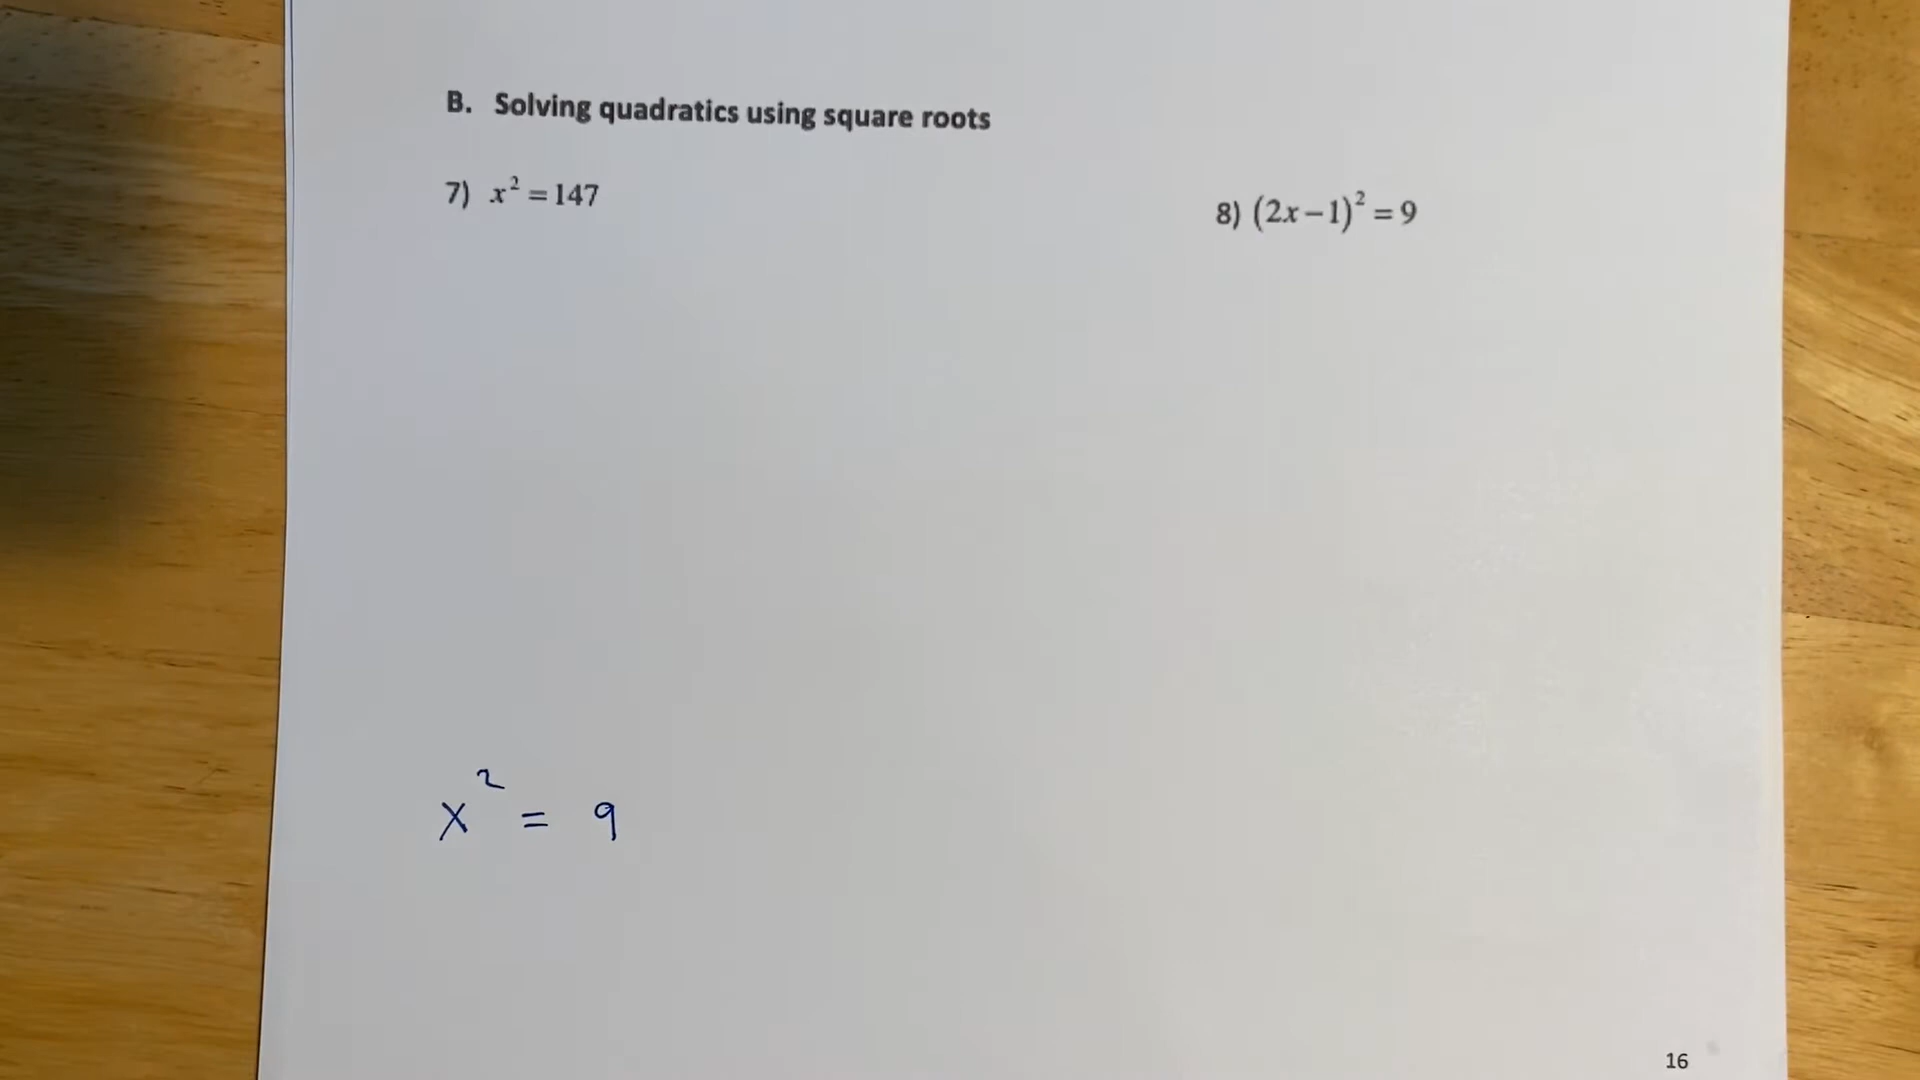 B. Solving quadratics using square roots
7) x² = 147
8) (2x – 1)² = 9
x² = 9
16